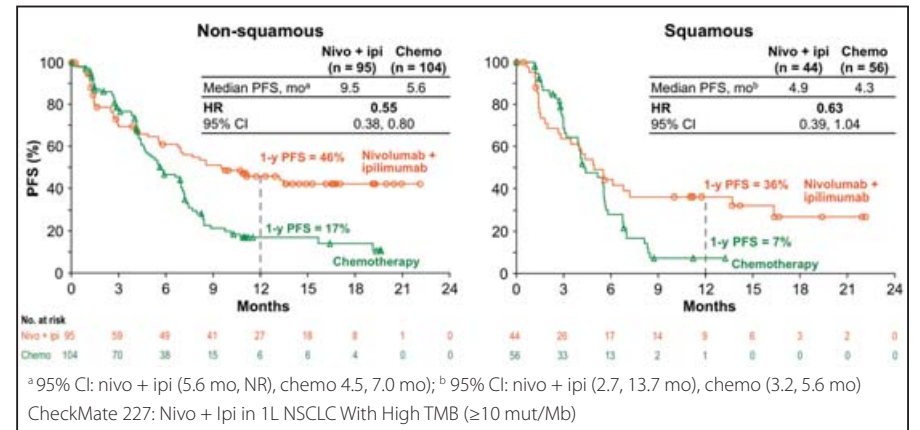 Non-squamous
Nivo + ipi Chemo
(n = 95) (n = 104)
Median PFS, moᵃ 9.5 5.6
HR 0.55
95% CI 0.38, 0.80
PFS (%)
100
80
60
40
20
0
1-y PFS = 46%
Nivolumab +
ipilimumab
1-y PFS = 17%
Chemotherapy
0 3 6 9 12 15 18 21 24
Months
No. at risk
Nivo + ipi 95 59 49 41 27 18 8 1 0
Chemo 104 70 38 15 6 6 4 0 0
Squamous
Nivo + ipi Chemo
(n = 44) (n = 56)
Median PFS, moᵇ 4.9 4.3
HR 0.63
95% CI 0.39, 1.04
100
80
60
40
20
0
1-y PFS = 36%
Nivolumab +
ipilimumab
1-y PFS = 7%
Chemotherapy
0 3 6 9 12 15 18 21 24
Months
44 26 17 14 9 6 3 2 0
56 33 13 2 1 0 0 0 0
ᵃ 95% CI: nivo + ipi (5.6 mo, NR), chemo 4.5, 7.0 mo); ᵇ 95% CI: nivo + ipi (2.7, 13.7 mo), chemo (3.2, 5.6 mo)
CheckMate 227: Nivo + Ipi in 1L NSCLC With High TMB (≥10 mut/Mb)